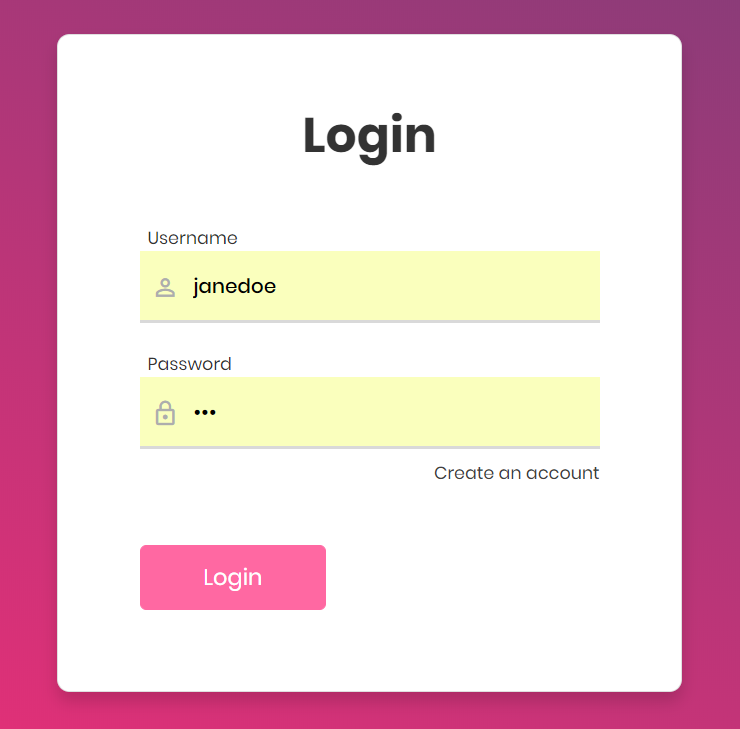 Login
Username
janedoe
Password
•••
Create an account
Login